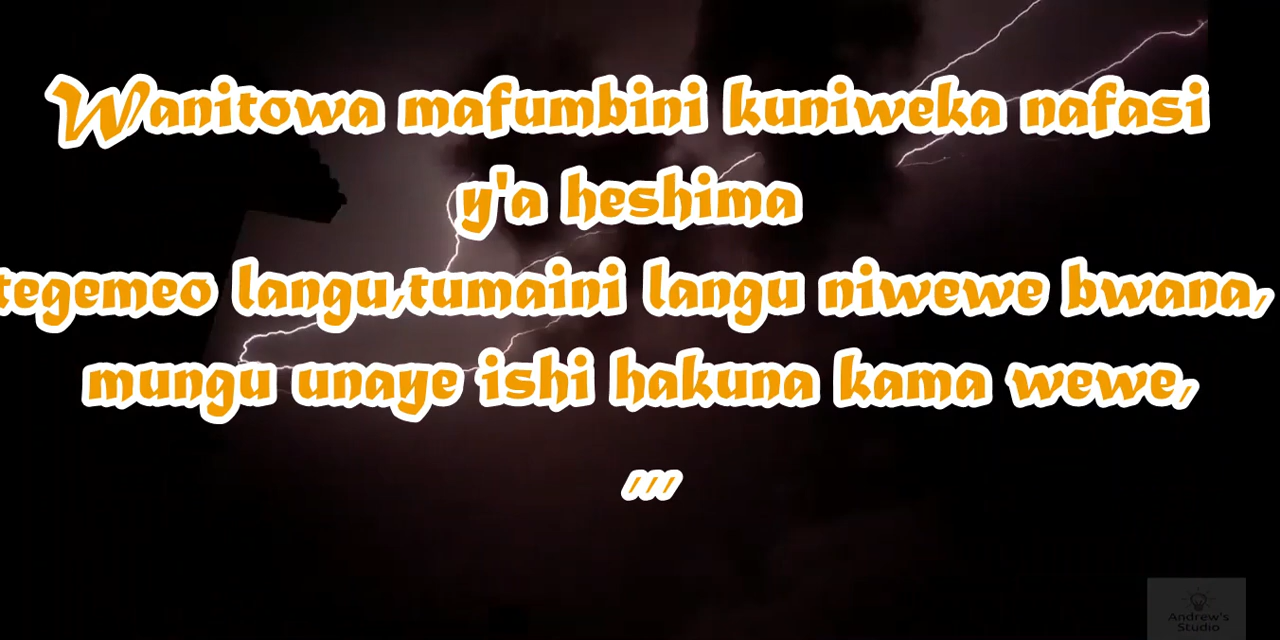 Wanitowa mafumbini kuniweka nafasi
y'a heshima
tegemeo langu,tumaini langu niwewe bwana,
mungu unaye ishi hakuna kama wewe,
,,,
Andrew's
Studio